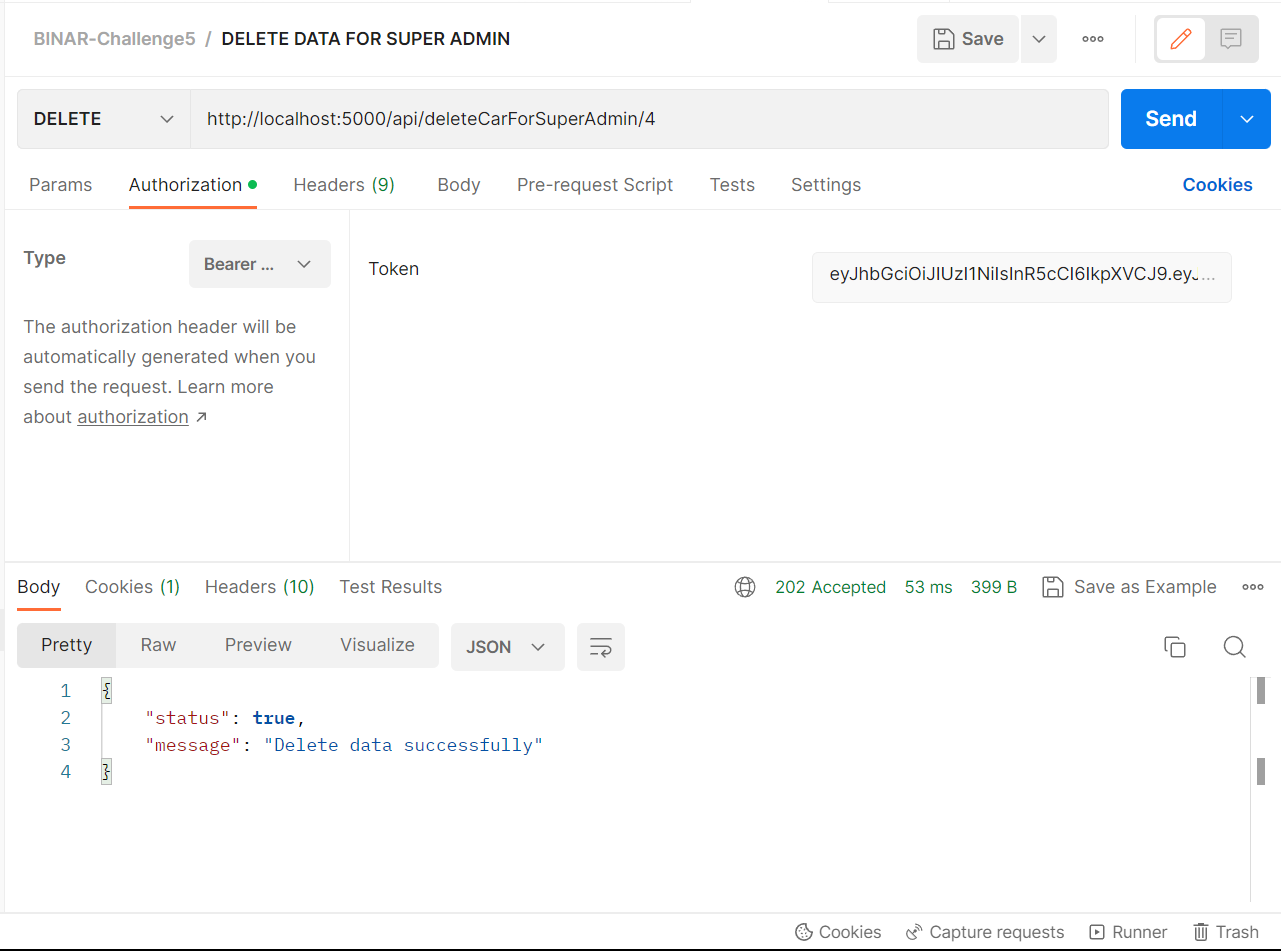 BINAR-Challenge5 / DELETE DATA FOR SUPER ADMIN
Save
DELETE
http://localhost:5000/api/deleteCarForSuperAdmin/4
Send
Params
Authorization
Headers (9)
Body
Pre-request Script
Tests
Settings
Cookies
Type
Bearer ...
The authorization header will be
automatically generated when you
send the request. Learn more
about authorization ↗
Token
eyJhbGciOiJIUzI1NiIsInR5cCI6IkpXVCJ9.eyJ...
Body
Cookies (1)
Headers (10)
Test Results
202 Accepted
53 ms
399 B
Save as Example
Pretty
Raw
Preview
Visualize
JSON
1 {
2 "status": true,
3 "message": "Delete data successfully"
4 }
Cookies
Capture requests
Runner
Trash